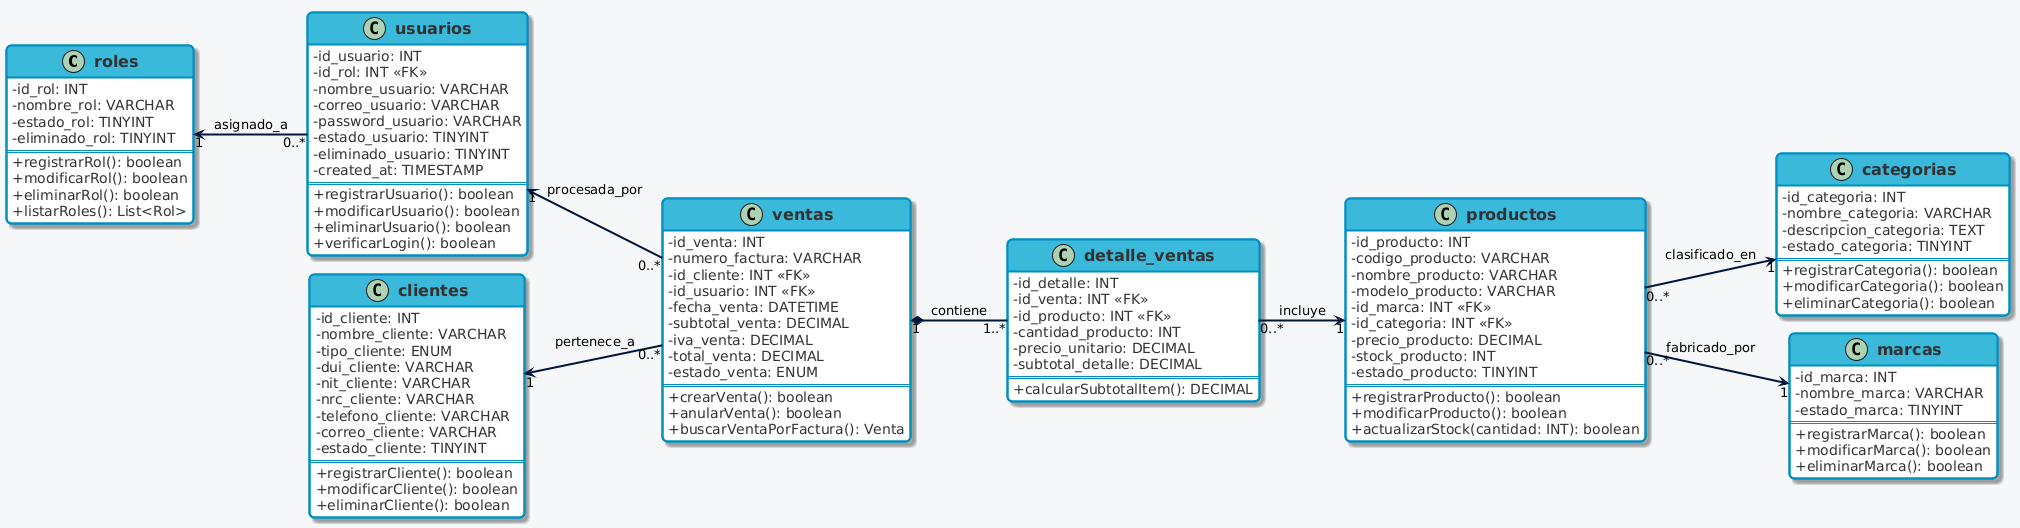 roles
-id_rol: INT
-nombre_rol: VARCHAR
-estado_rol: TINYINT
-eliminado_rol: TINYINT
+registrarRol(): boolean
+modificarRol(): boolean
+eliminarRol(): boolean
+listarRoles(): List<Rol>
asignado_a
1
0..*
usuarios
-id_usuario: INT
-id_rol: INT «FK»
-nombre_usuario: VARCHAR
-correo_usuario: VARCHAR
-password_usuario: VARCHAR
-estado_usuario: TINYINT
-eliminado_usuario: TINYINT
-created_at: TIMESTAMP
+registrarUsuario(): boolean
+modificarUsuario(): boolean
+eliminarUsuario(): boolean
+verificarLogin(): boolean
procesada_por
1
0..*
clientes
-id_cliente: INT
-nombre_cliente: VARCHAR
-tipo_cliente: ENUM
-dui_cliente: VARCHAR
-nit_cliente: VARCHAR
-nrc_cliente: VARCHAR
-telefono_cliente: VARCHAR
-correo_cliente: VARCHAR
-estado_cliente: TINYINT
+registrarCliente(): boolean
+modificarCliente(): boolean
+eliminarCliente(): boolean
pertenece_a
1
0..*
ventas
-id_venta: INT
-numero_factura: VARCHAR
-id_cliente: INT «FK»
-id_usuario: INT «FK»
-fecha_venta: DATETIME
-subtotal_venta: DECIMAL
-iva_venta: DECIMAL
-total_venta: DECIMAL
-estado_venta: ENUM
+crearVenta(): boolean
+anularVenta(): boolean
+buscarVentaPorFactura(): Venta
contiene
1
1..*
detalle_ventas
-id_detalle: INT
-id_venta: INT «FK»
-id_producto: INT «FK»
-cantidad_producto: INT
-precio_unitario: DECIMAL
-subtotal_detalle: DECIMAL
+calcularSubtotalItem(): DECIMAL
incluye
0..*
1
productos
-id_producto: INT
-codigo_producto: VARCHAR
-nombre_producto: VARCHAR
-modelo_producto: VARCHAR
-id_marca: INT «FK»
-id_categoria: INT «FK»
-precio_producto: DECIMAL
-stock_producto: INT
-estado_producto: TINYINT
+registrarProducto(): boolean
+modificarProducto(): boolean
+actualizarStock(cantidad: INT): boolean
clasificado_en
0..*
1
categorias
-id_categoria: INT
-nombre_categoria: VARCHAR
-descripcion_categoria: TEXT
-estado_categoria: TINYINT
+registrarCategoria(): boolean
+modificarCategoria(): boolean
+eliminarCategoria(): boolean
fabricado_por
0..*
1
marcas
-id_marca: INT
-nombre_marca: VARCHAR
-estado_marca: TINYINT
+registrarMarca(): boolean
+modificarMarca(): boolean
+eliminarMarca(): boolean